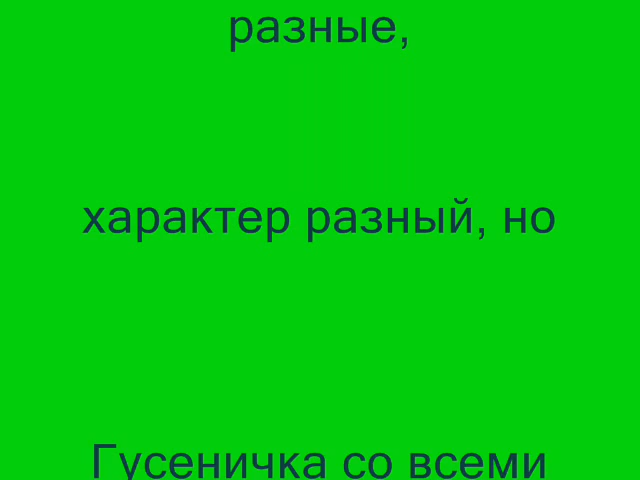 разные,
характер разный, но
Гусеничка со всеми